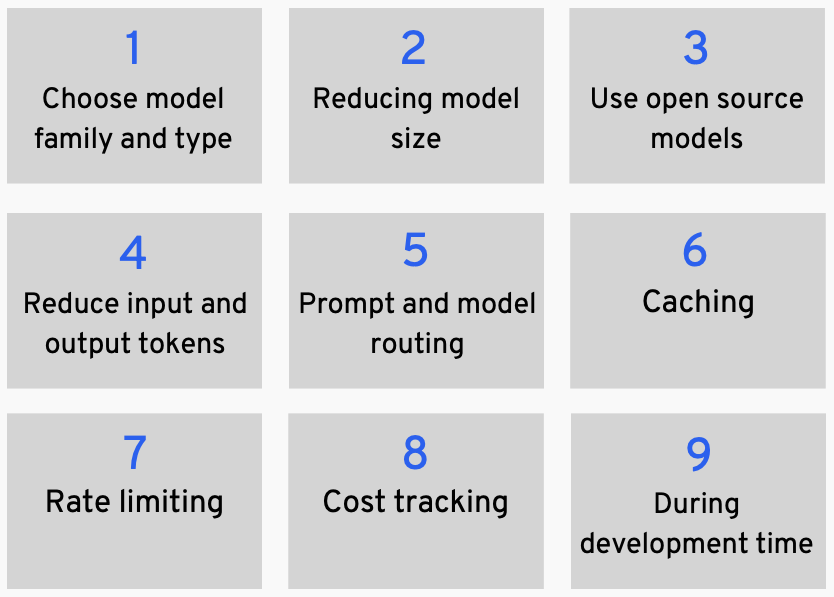 1
Choose model
family and type
2
Reducing model
size
3
Use open source
models
4
Reduce input and
output tokens
5
Prompt and model
routing
6
Caching
7
Rate limiting
8
Cost tracking
9
During
development time